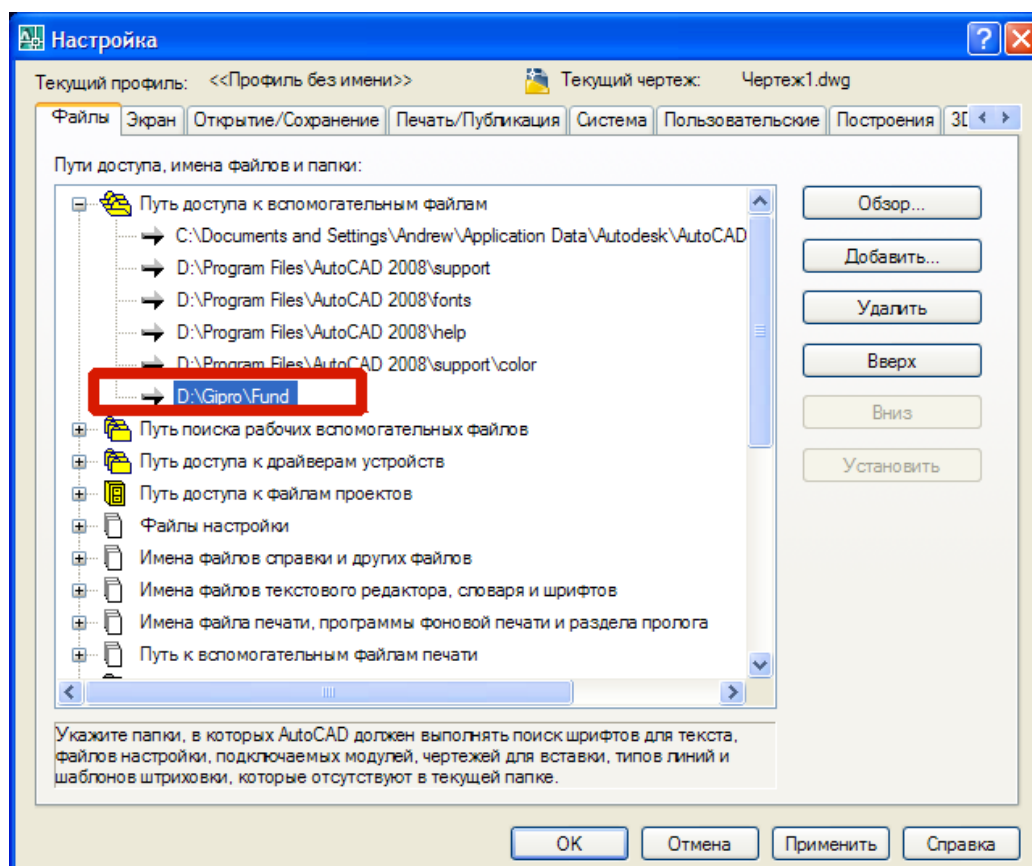 Настройка
Текущий профиль: <<Профиль без имени>> Текущий чертеж: Чертеж1.dwg
Файлы Экран Открытие/Сохранение Печать/Публикация Система Пользовательские Построения 3D
Пути доступа, имена файлов и папки:
Путь доступа к вспомогательным файлам
C:\Documents and Settings\Andrew\Application Data\Autodesk\AutoCAD
D:\Program Files\AutoCAD 2008\support
D:\Program Files\AutoCAD 2008\fonts
D:\Program Files\AutoCAD 2008\help
D:\Program Files\AutoCAD 2008\support\color
D:\Gipro\Fund
Путь поиска рабочих вспомогательных файлов
Путь доступа к драйверам устройств
Путь доступа к файлам проектов
Файлы настройки
Имена файлов справки и других файлов
Имена файлов текстового редактора, словаря и шрифтов
Имена файла печати, программы фоновой печати и раздела пролога
Путь к вспомогательным файлам печати
Обзор...
Добавить...
Удалить
Вверх
Вниз
Установить
Укажите папки, в которых AutoCAD должен выполнять поиск шрифтов для текста,
файлов настройки, подключаемых модулей, чертежей для вставки, типов линий и
шаблонов штриховки, которые отсутствуют в текущей папке.
OK Отмена Применить Справка